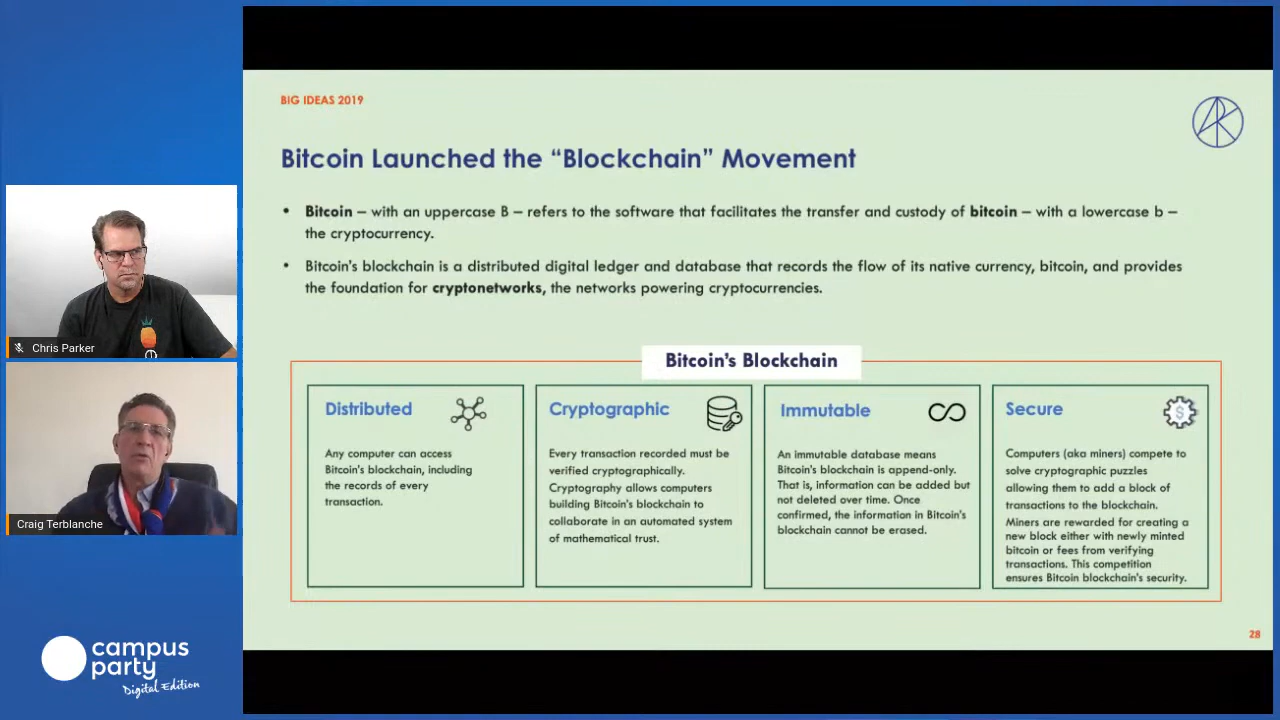 BIG IDEAS 2019
Bitcoin Launched the “Blockchain” Movement
• Bitcoin – with an uppercase B – refers to the software that facilitates the transfer and custody of bitcoin – with a lowercase b –
the cryptocurrency.
• Bitcoin's blockchain is a distributed digital ledger and database that records the flow of its native currency, bitcoin, and provides
the foundation for cryptonetworks, the networks powering cryptocurrencies.
Bitcoin's Blockchain
Distributed
Any computer can access
Bitcoin's blockchain, including
the records of every
transaction.
Cryptographic
Every transaction recorded must be
verified cryptographically.
Cryptography allows computers
building Bitcoin's blockchain to
collaborate in an automated system
of mathematical trust.
Immutable
An immutable database means
Bitcoin's blockchain is append-only.
That is, information can be added but
not deleted over time. Once
confirmed, the information in Bitcoin's
blockchain cannot be erased.
Secure
$
Computers (aka miners) compete to
solve cryptographic puzzles
allowing them to add a block of
transactions to the blockchain.
Miners are rewarded for creating a
new block either with newly minted
bitcoin or fees from verifying
transactions. This competition
ensures Bitcoin blockchain's security.
28
Chris Parker
Craig Terblanche
campus
party
Digital Edition